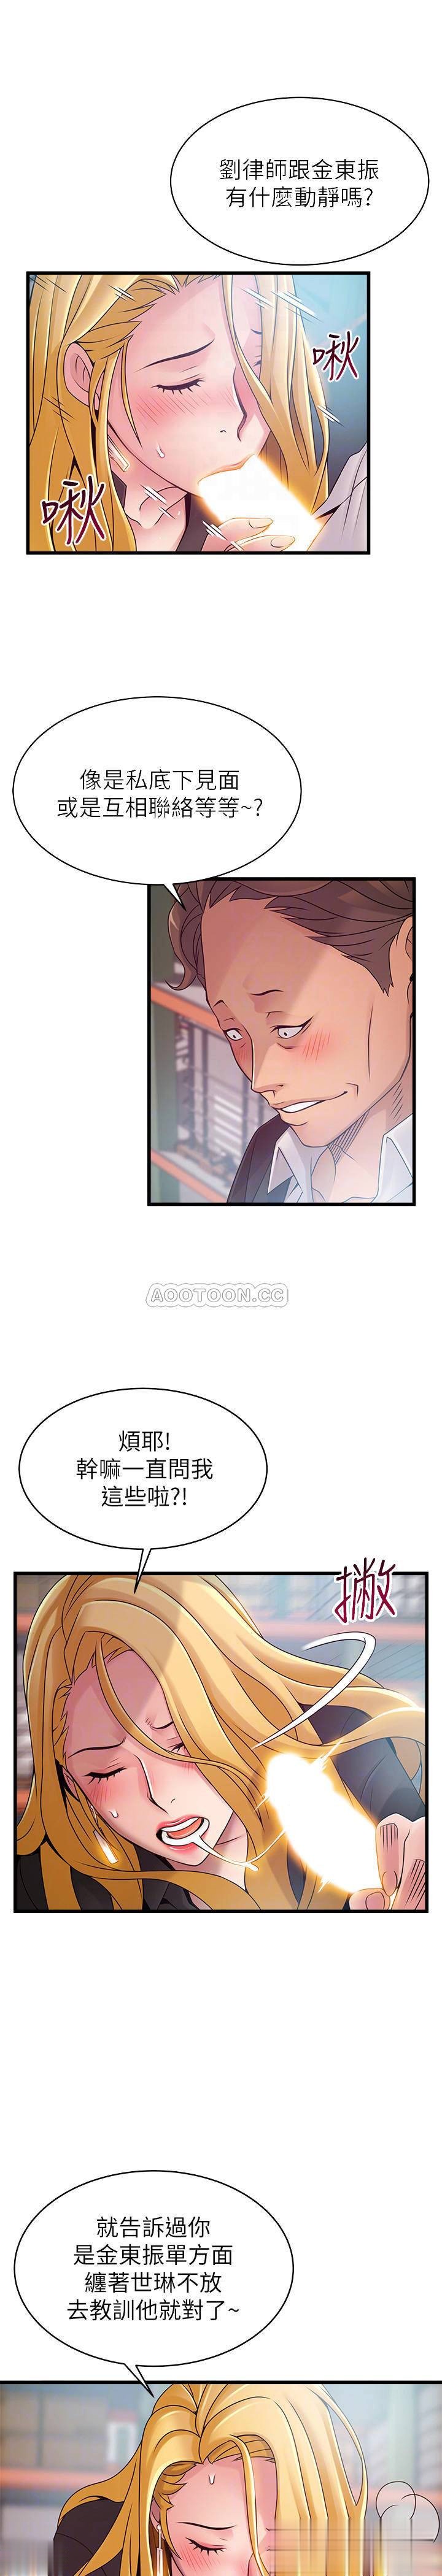 劉律師跟金東振
有什麼動靜嗎?
啾
啾
像是私底下見面
或是互相聯絡等等~?
AOOTOON.CC
煩耶!
幹嘛一直問我
這些啦?!
撇
就告訴過你
是金東振單方面
纏著世琳不放
去教訓他就對了~